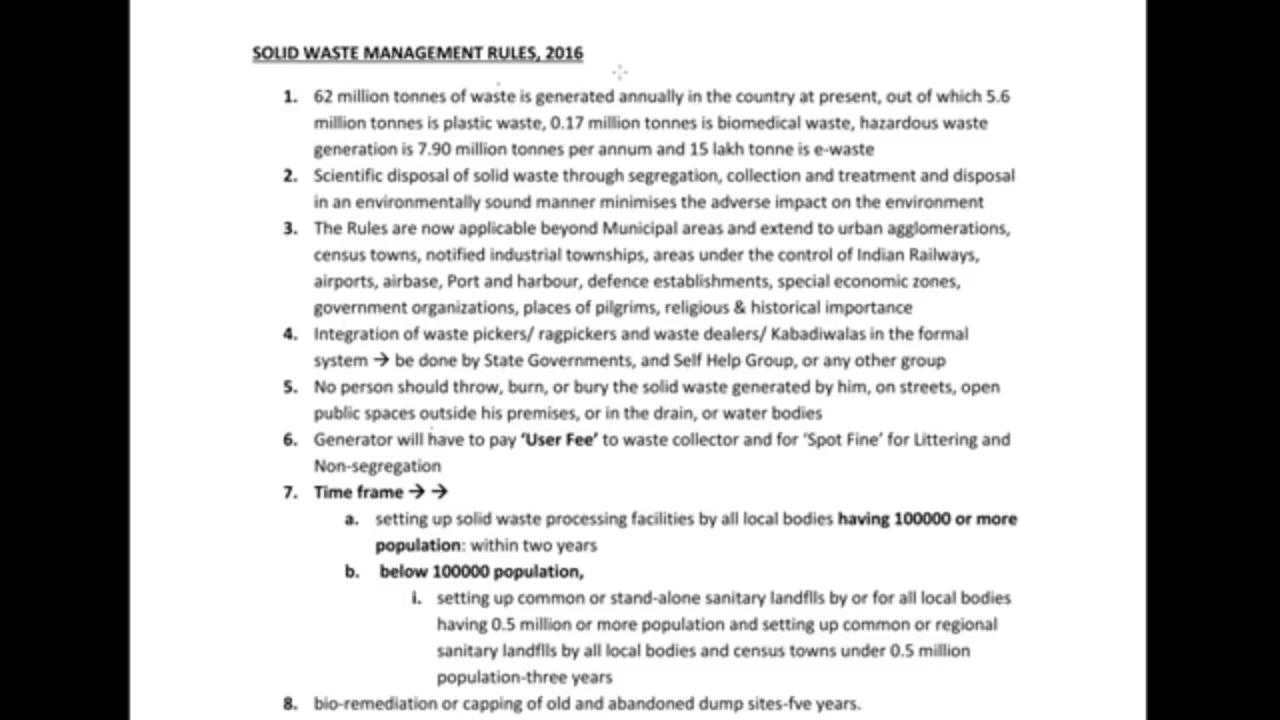 SOLID WASTE MANAGEMENT RULES, 2016
1. 62 million tonnes of waste is generated annually in the country at present, out of which 5.6
million tonnes is plastic waste, 0.17 million tonnes is biomedical waste, hazardous waste
generation is 7.90 million tonnes per annum and 15 lakh tonne is e-waste
2. Scientific disposal of solid waste through segregation, collection and treatment and disposal
in an environmentally sound manner minimises the adverse impact on the environment
3. The Rules are now applicable beyond Municipal areas and extend to urban agglomerations,
census towns, notified industrial townships, areas under the control of Indian Railways,
airports, airbase, Port and harbour, defence establishments, special economic zones,
government organizations, places of pilgrims, religious & historical importance
4. Integration of waste pickers/ ragpickers and waste dealers/ Kabadiwalas in the formal
system → be done by State Governments, and Self Help Group, or any other group
5. No person should throw, burn, or bury the solid waste generated by him, on streets, open
public spaces outside his premises, or in the drain, or water bodies
6. Generator will have to pay ‘User Fee’ to waste collector and for ‘Spot Fine’ for Littering and
Non-segregation
7. Time frame → →
a. setting up solid waste processing facilities by all local bodies having 100000 or more
population: within two years
b. below 100000 population,
i. setting up common or stand-alone sanitary landflls by or for all local bodies
having 0.5 million or more population and setting up common or regional
sanitary landflls by all local bodies and census towns under 0.5 million
population-three years
8. bio-remediation or capping of old and abandoned dump sites-fve years.